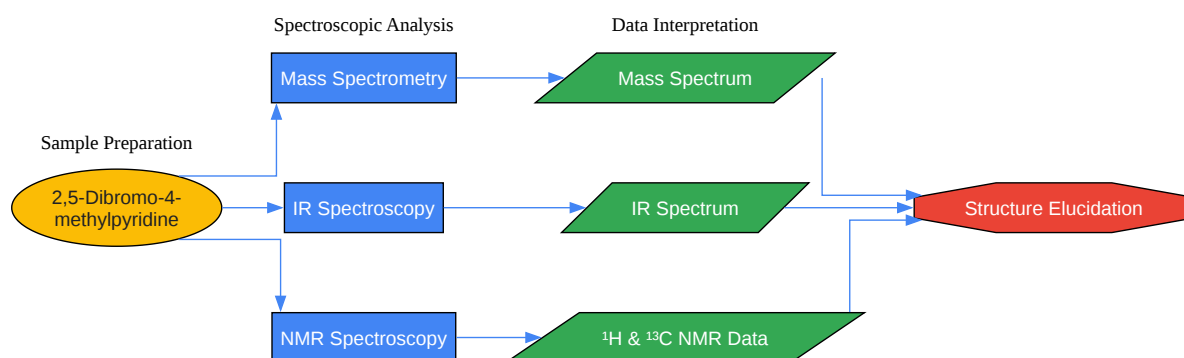 Spectroscopic Analysis
Data Interpretation
Mass Spectrometry
Mass Spectrum
Sample Preparation
2,5-Dibromo-4-
methylpyridine
IR Spectroscopy
IR Spectrum
Structure Elucidation
NMR Spectroscopy
¹H & ¹³C NMR Data